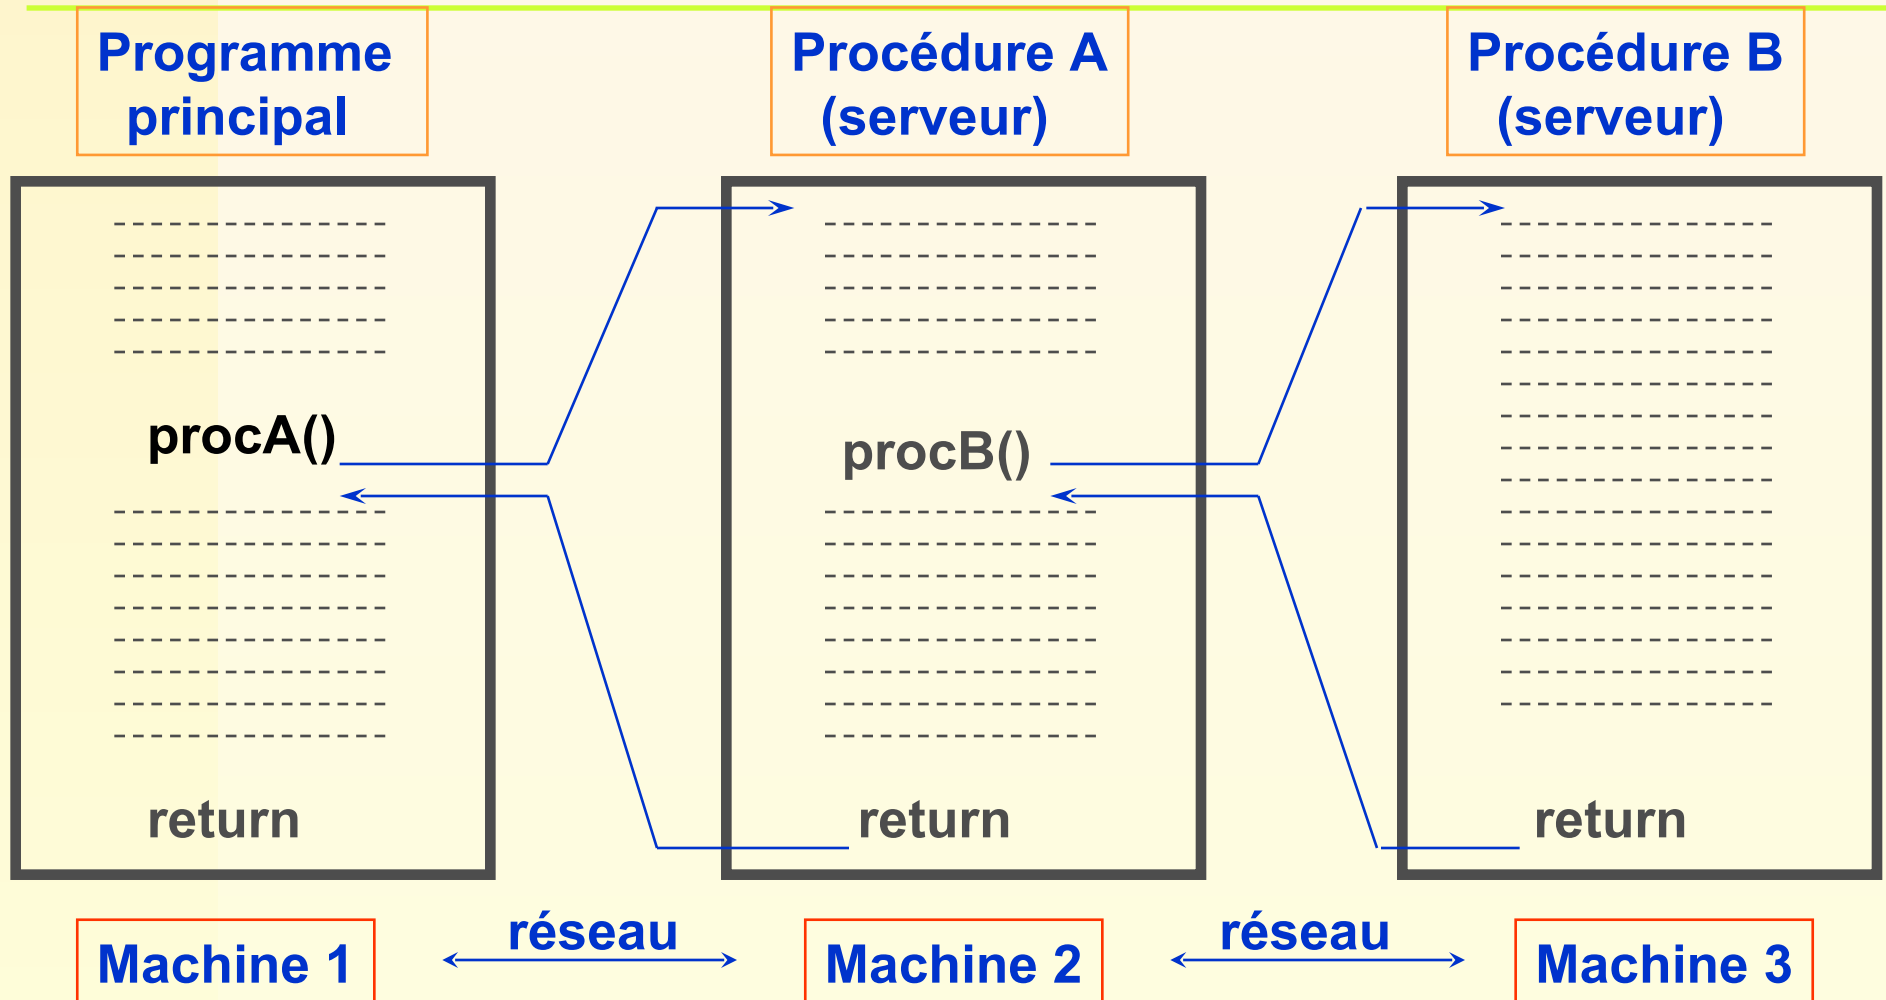 Programme
principal
Procédure A
(serveur)
Procédure B
(serveur)
procA()
return
procB()
return
return
Machine 1
réseau
Machine 2
réseau
Machine 3